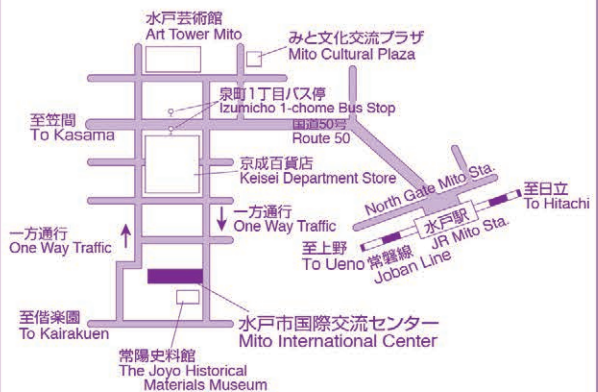 水戸芸術館
Art Tower Mito
みと文化交流プラザ
Mito Cultural Plaza
泉町1丁目バス停
Izumicho 1-chome Bus Stop
至笠間
To Kasama
国道50号
Route 50
京成百貨店
Keisei Department Store
North Gate Mito Sta.
至日立
To Hitachi
水戸駅
JR Mito Sta.
一方通行
One Way Traffic
一方通行
One Way Traffic
至上野
To Ueno
常磐線
Joban Line
至偕楽園
To Kairakuen
水戸市国際交流センター
Mito International Center
常陽史料館
The Joyo Historical
Materials Museum